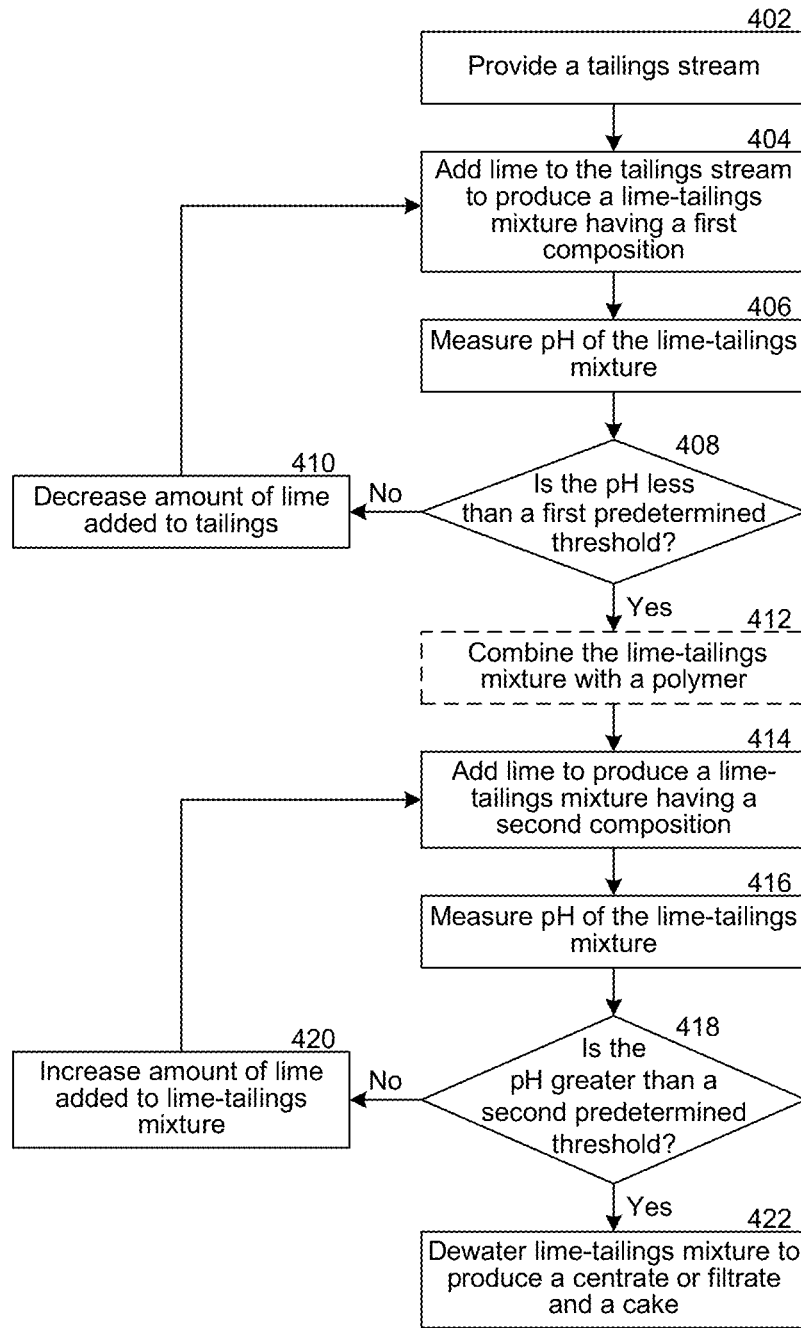 402
Provide a tailings stream
404
Add lime to the tailings stream
to produce a lime-tailings
mixture having a first
composition
406
Measure pH of the lime-tailings
mixture
408
Is the pH less
than a first predetermined
threshold?
No
410
Decrease amount of lime
added to tailings
Yes
412
Combine the lime-tailings
mixture with a polymer
414
Add lime to produce a lime-
tailings mixture having a
second composition
416
Measure pH of the lime-tailings
mixture
418
Is the
pH greater than a
second predetermined
threshold?
No
420
Increase amount of lime
added to lime-tailings
mixture
Yes
422
Dewater lime-tailings mixture to
produce a centrate or filtrate
and a cake